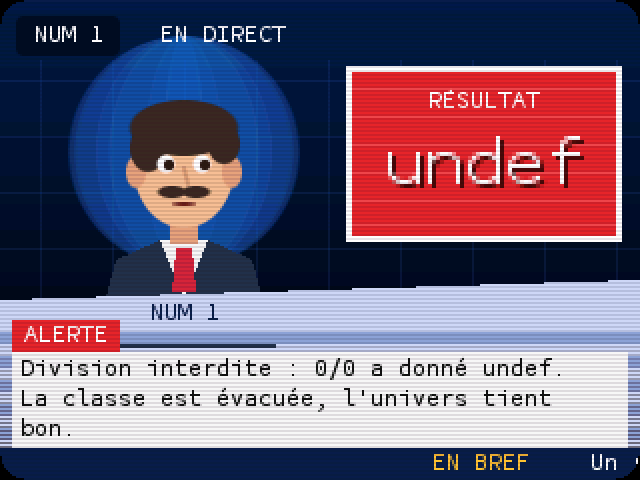 NUM 1 EN DIRECT
RÉSULTAT
undef
NUM 1
ALERTE
Division interdite : 0/0 a donné undef.
La classe est évacuée, l'univers tient
bon.
EN BREF Un